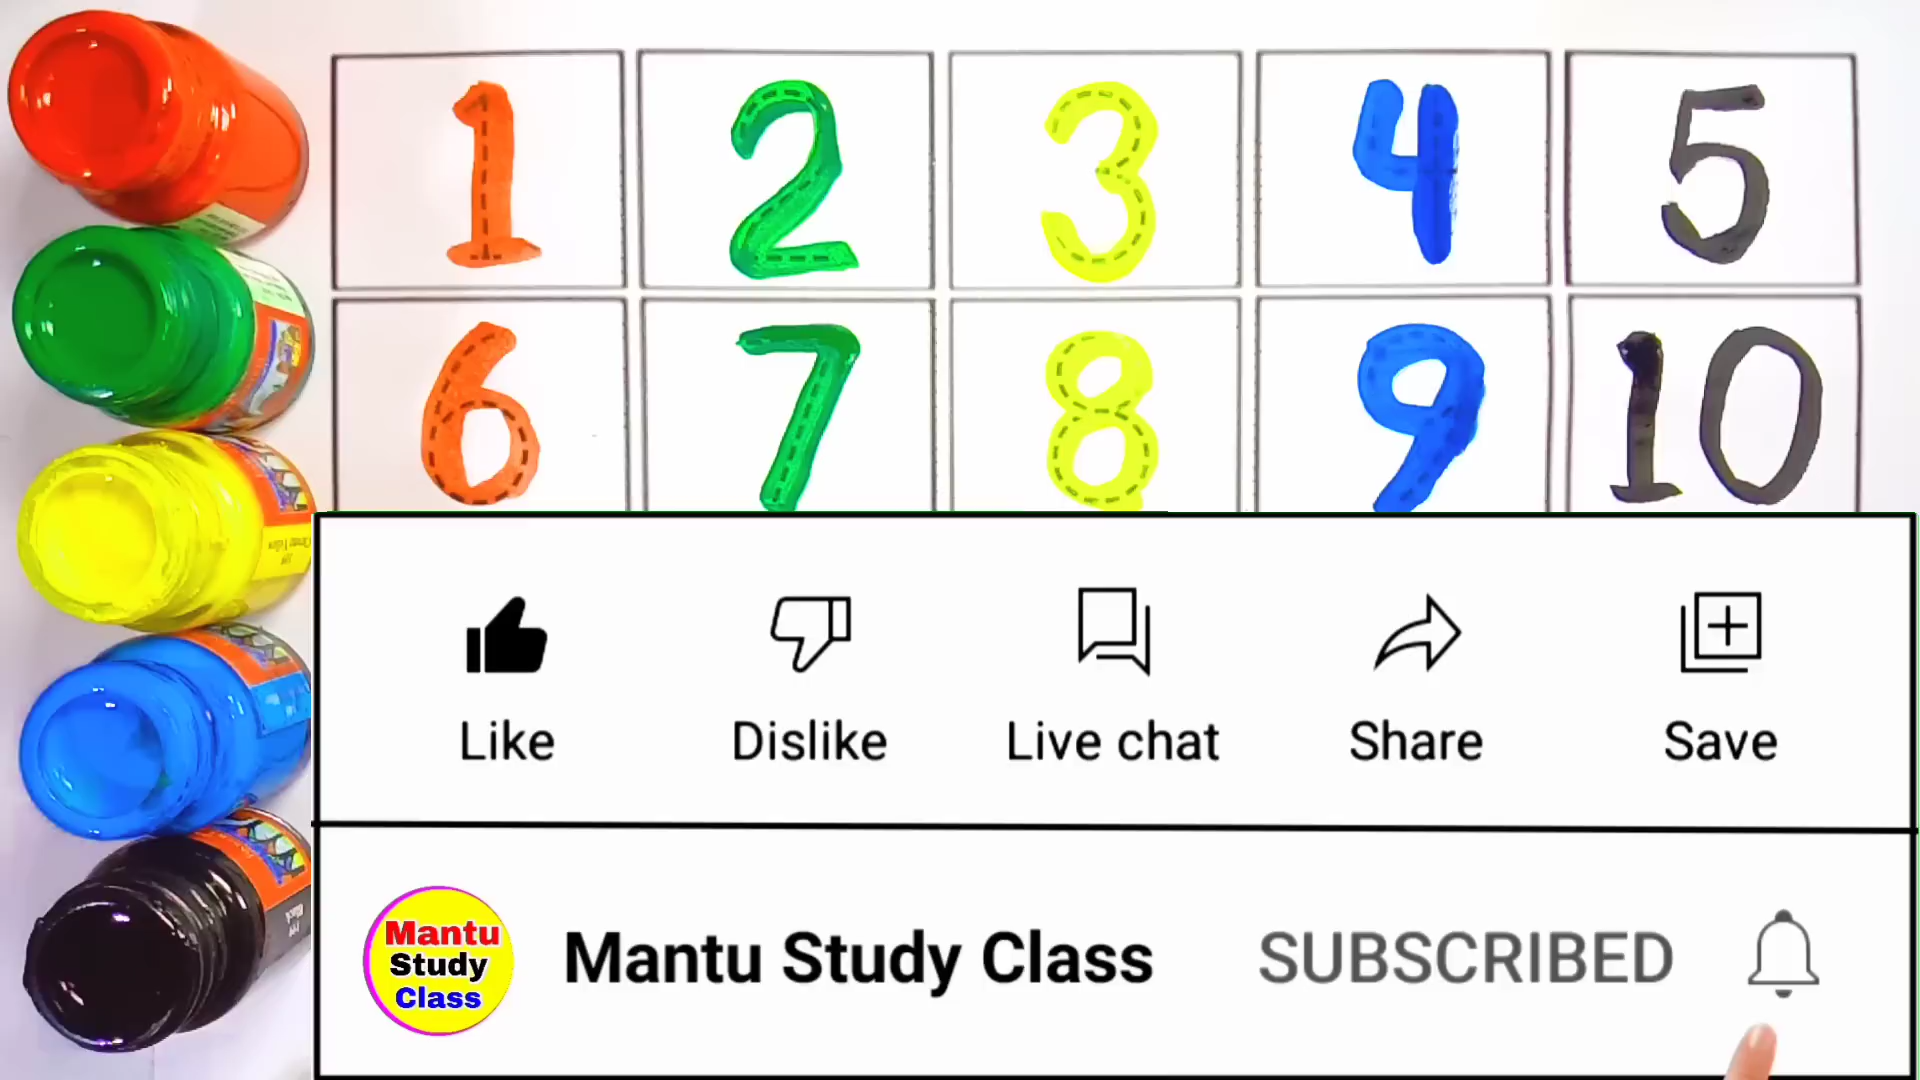 1 2 3 4 5
6 7 8 9 10
Like Dislike Live chat Share Save
Mantu
Study
Class
Mantu Study Class SUBSCRIBED